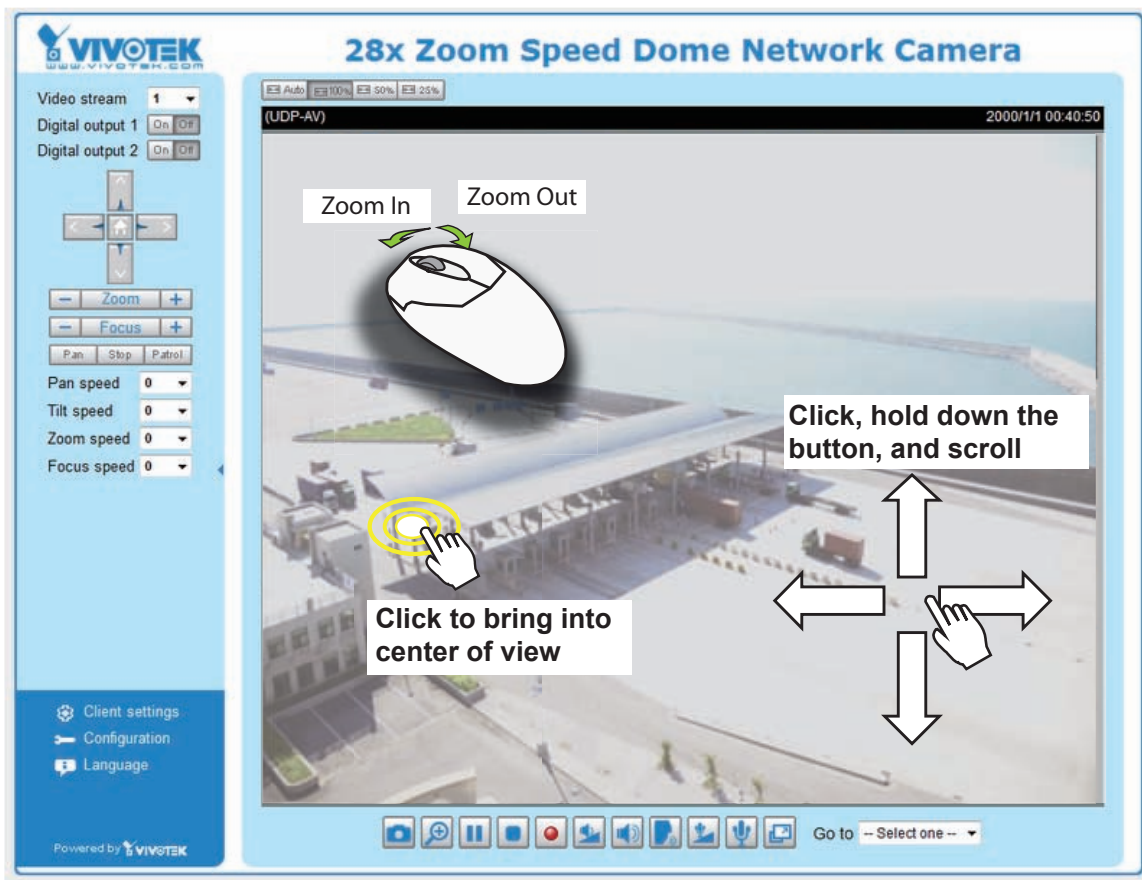 VIVOTEK
www.vivotek.com
28x Zoom Speed Dome Network Camera
Video stream 1
Digital output 1 On Off
Digital output 2 On Off
Zoom
Focus
Pan Stop Patrol
Pan speed 0
Tilt speed 0
Zoom speed 0
Focus speed 0
Client settings
Configuration
Language
Powered by VIVOTEK
Auto 100% 50% 25%
(UDP-AV) 2000/1/1 00:40:50
Zoom In
Zoom Out
Click, hold down the
button, and scroll
Click to bring into
center of view
Go to -- Select one --